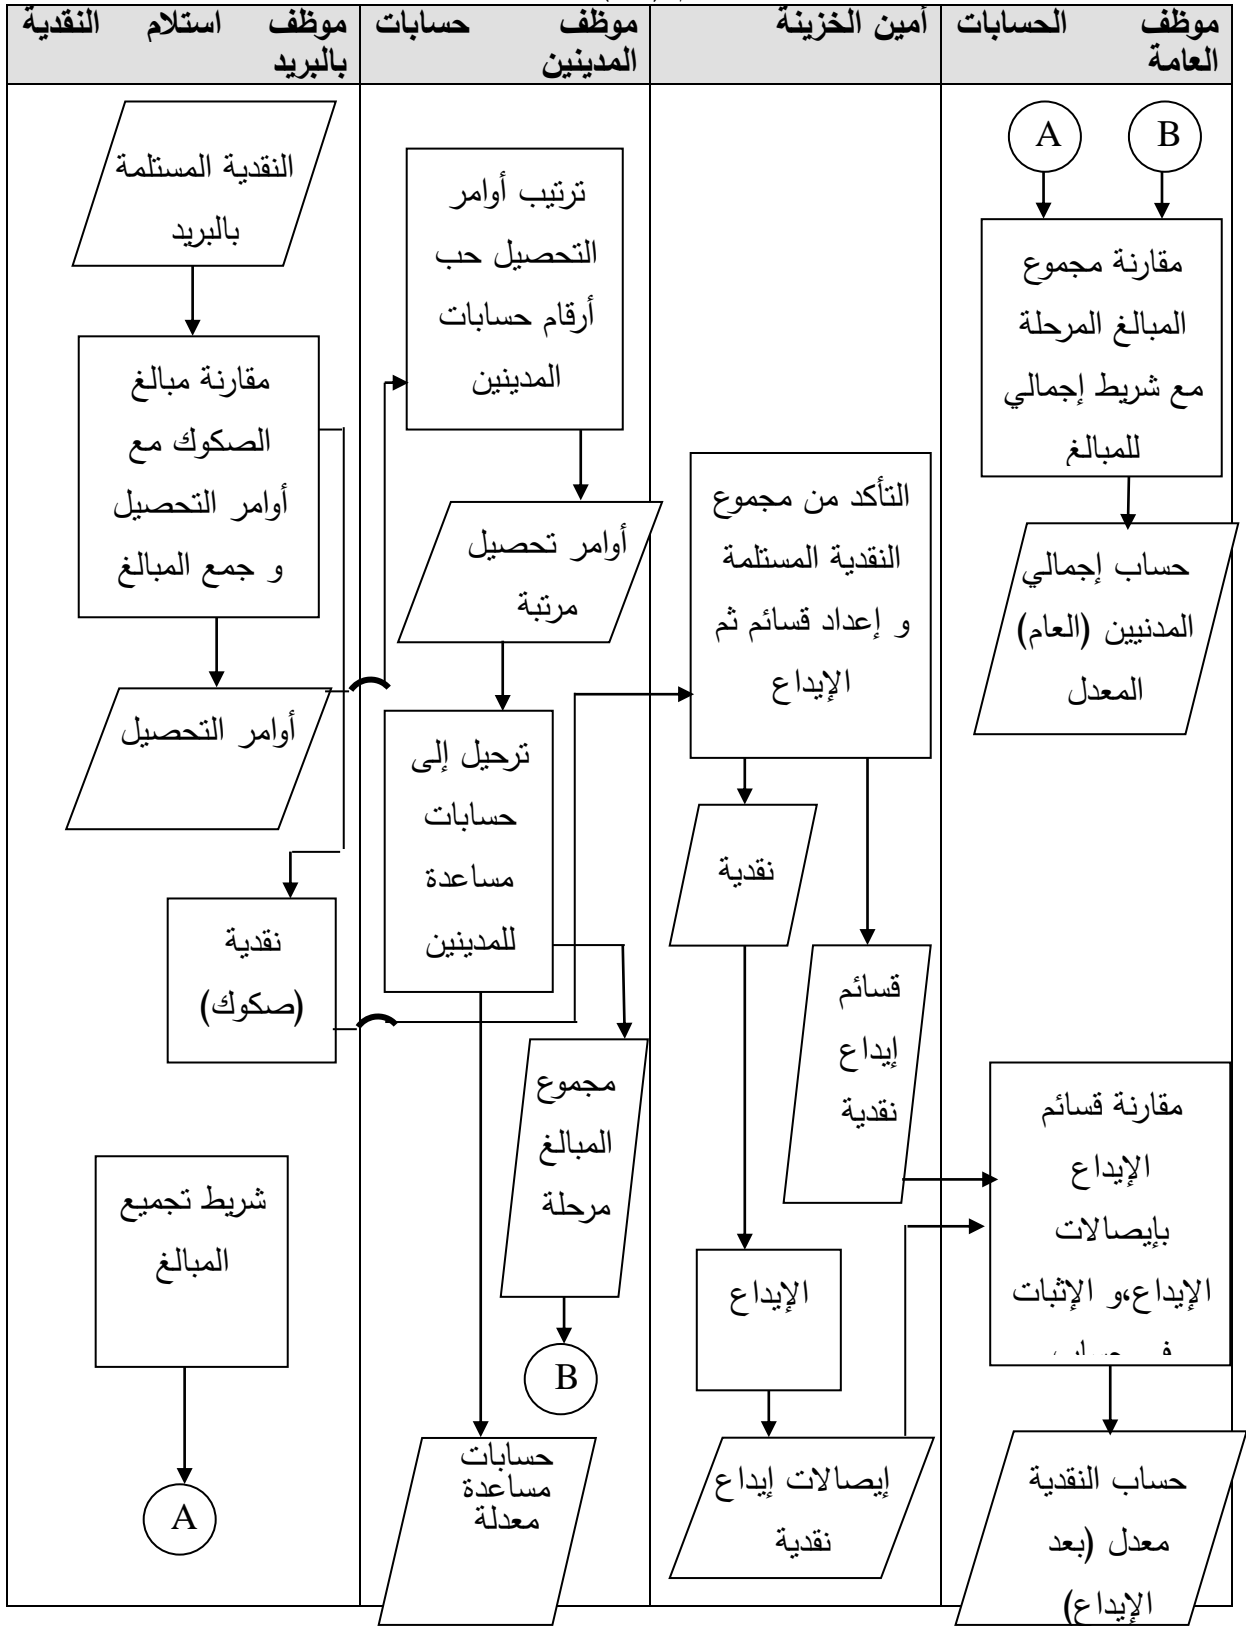 موظف الحسابات العامة
أمين الخزينة
موظف حسابات المدينين
موظف استلام النقدية بالبريد
A
B
مقارنة مجموع
المبالغ المرحلة
مع شريط إجمالي
للمبالغ
حساب إجمالي
المدنيين (العام)
المعدل
مقارنة قسائم
الإيداع
بإيصالات
الإيداع،و الإثبات
حساب النقدية
معدل (بعد
الإيداع)
التأكد من مجموع
النقدية المستلمة
و إعداد قسائم ثم
الإيداع
نقدية
قسائم
إيداع
نقدية
الإيداع
إيصالات إيداع
نقدية
ترتيب أوامر
التحصيل حب
أرقام حسابات
المدينين
أوامر تحصيل
مرتبة
ترحيل إلى
حسابات
مساعدة
للمدينين
مجموع
المبالغ
مرحلة
B
حسابات
مساعدة
معدلة
النقدية المستلمة
بالبريد
مقارنة مبالغ
الصكوك مع
أوامر التحصيل
و جمع المبالغ
أوامر التحصيل
نقدية
(صكوك)
شريط تجميع
المبالغ
A